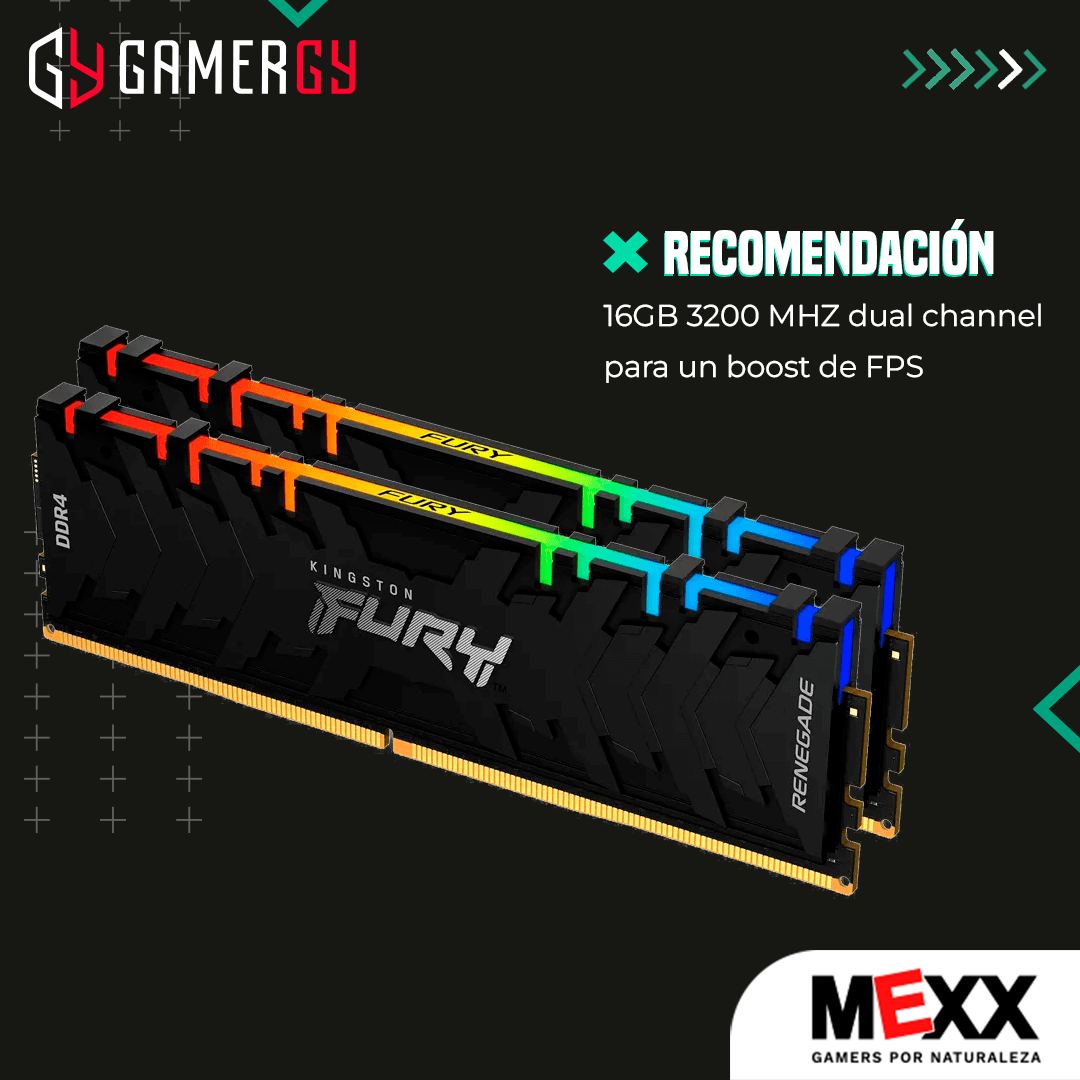 GAMERGY
RECOMENDACIÓN
16GB 3200 MHZ dual channel
para un boost de FPS
FURY
FURY
DDR4
KINGSTON
FURY
TM
RENEGADE
MEXX
GAMERS POR NATURALEZA